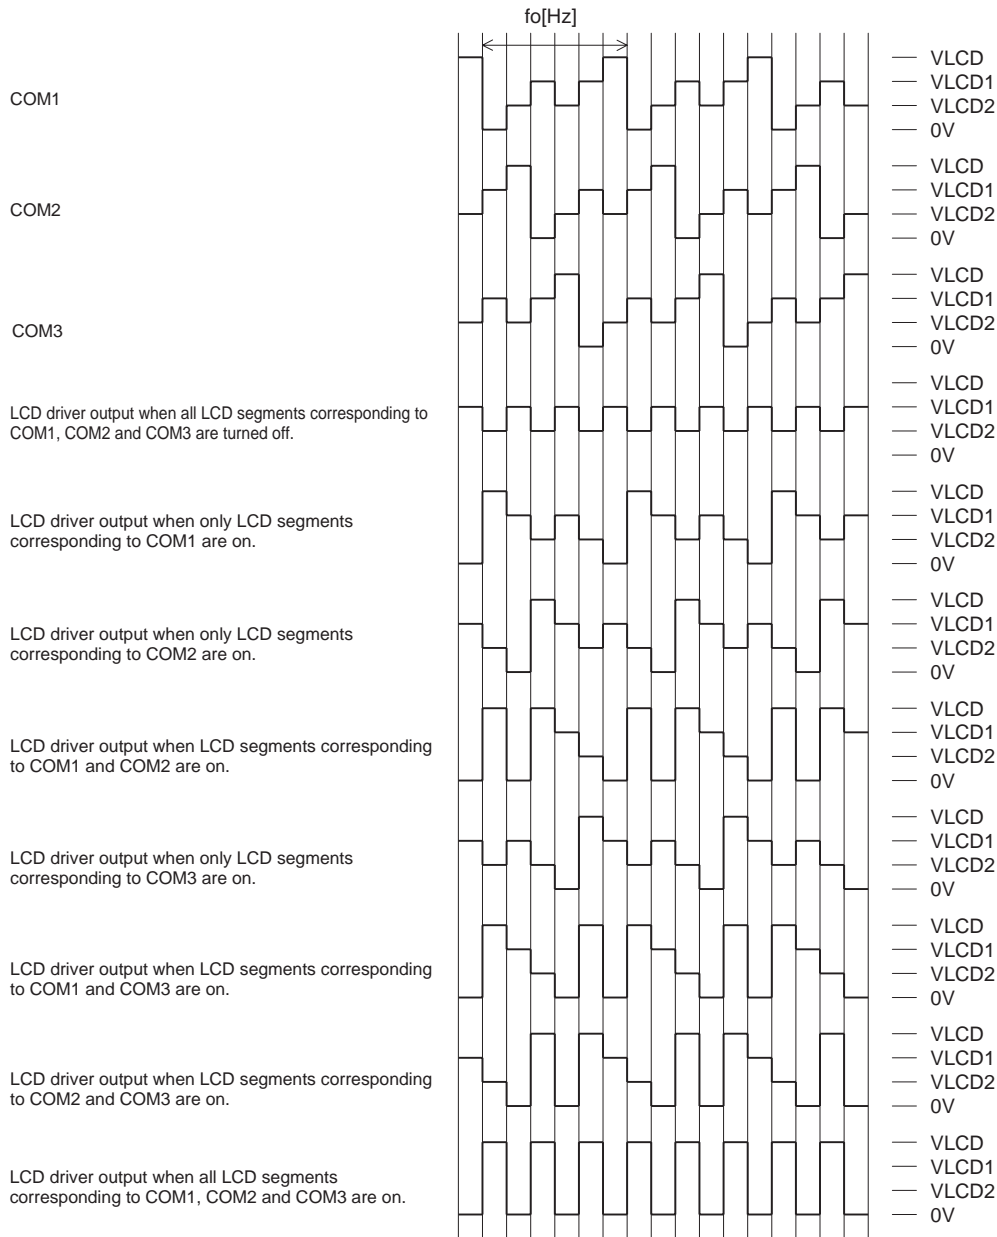 fo[Hz]
COM1
VLCD
VLCD1
VLCD2
0V
COM2
VLCD
VLCD1
VLCD2
0V
COM3
VLCD
VLCD1
VLCD2
0V
LCD driver output when all LCD segments corresponding to
COM1, COM2 and COM3 are turned off.
VLCD
VLCD1
VLCD2
0V
LCD driver output when only LCD segments
corresponding to COM1 are on.
VLCD
VLCD1
VLCD2
0V
LCD driver output when only LCD segments
corresponding to COM2 are on.
VLCD
VLCD1
VLCD2
0V
LCD driver output when LCD segments corresponding
to COM1 and COM2 are on.
VLCD
VLCD1
VLCD2
0V
LCD driver output when only LCD segments
corresponding to COM3 are on.
VLCD
VLCD1
VLCD2
0V
LCD driver output when LCD segments corresponding
to COM1 and COM3 are on.
VLCD
VLCD1
VLCD2
0V
LCD driver output when LCD segments corresponding
to COM2 and COM3 are on.
VLCD
VLCD1
VLCD2
0V
LCD driver output when all LCD segments
corresponding to COM1, COM2 and COM3 are on.
VLCD
VLCD1
VLCD2
0V